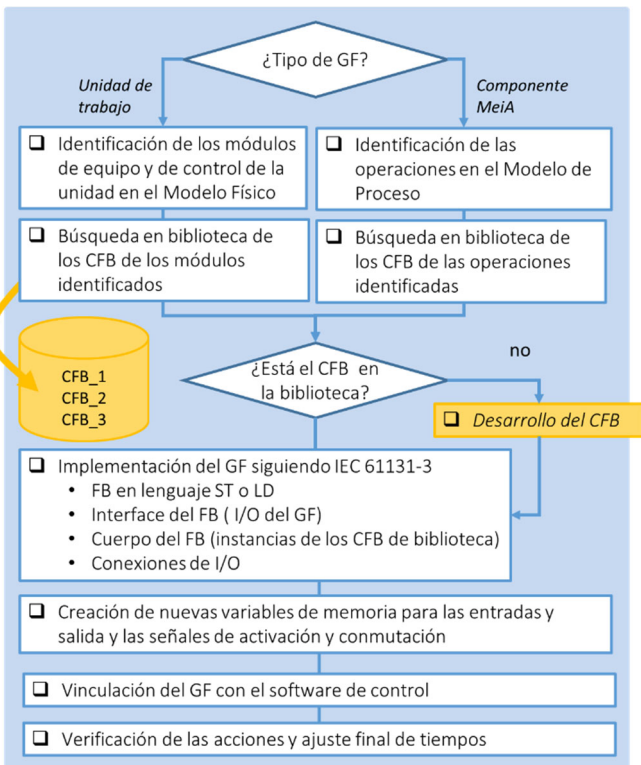 ¿Tipo de GF?
Unidad de
trabajo
Componente
MeiA
❑ Identificación de los módulos
de equipo y de control de la
unidad en el Modelo Físico
❑ Identificación de las
operaciones en el Modelo de
Proceso
❑ Búsqueda en biblioteca de
los CFB de los módulos
identificados
❑ Búsqueda en biblioteca de
los CFB de las operaciones
identificadas
CFB_1
CFB_2
CFB_3
¿Está el CFB en
la biblioteca?
no
❑ Desarrollo del CFB
❑ Implementación del GF siguiendo IEC 61131-3
• FB en lenguaje ST o LD
• Interface del FB ( I/O del GF)
• Cuerpo del FB (instancias de los CFB de biblioteca)
• Conexiones de I/O
❑ Creación de nuevas variables de memoria para las entradas y
salida y las señales de activación y conmutación
❑ Vinculación del GF con el software de control
❑ Verificación de las acciones y ajuste final de tiempos